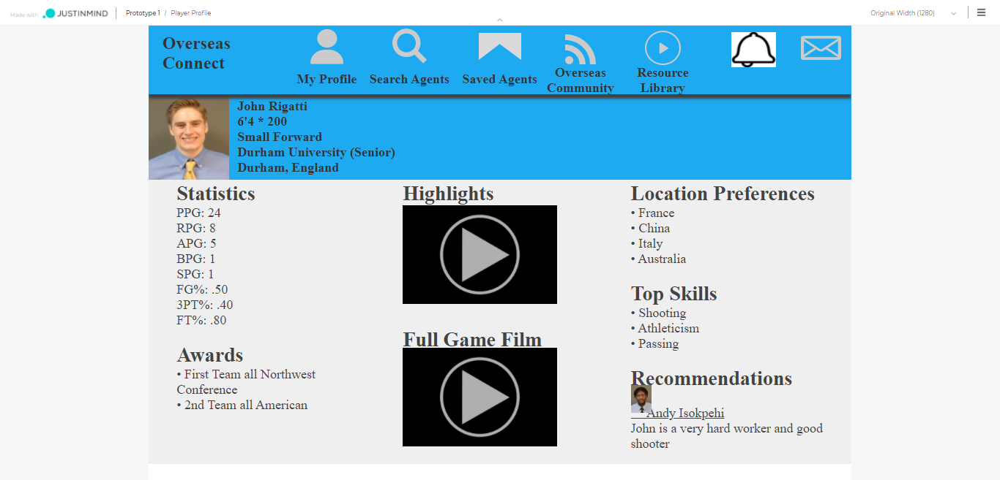 Made with JUSTINMIND Prototype 1 / Player Profile Original Width (1280)
Overseas
Connect
My Profile
Search Agents
Saved Agents
Overseas
Community
Resource
Library
John Rigatti
6'4 * 200
Small Forward
Durham University (Senior)
Durham, England
Statistics
PPG: 24
RPG: 8
APG: 5
BPG: 1
SPG: 1
FG%: .50
3PT%: .40
FT%: .80
Awards
• First Team all Northwest
Conference
• 2nd Team all American
Highlights
Full Game Film
Location Preferences
• France
• China
• Italy
• Australia
Top Skills
• Shooting
• Athleticism
• Passing
Recommendations
Andy Isokpehi
John is a very hard worker and good
shooter